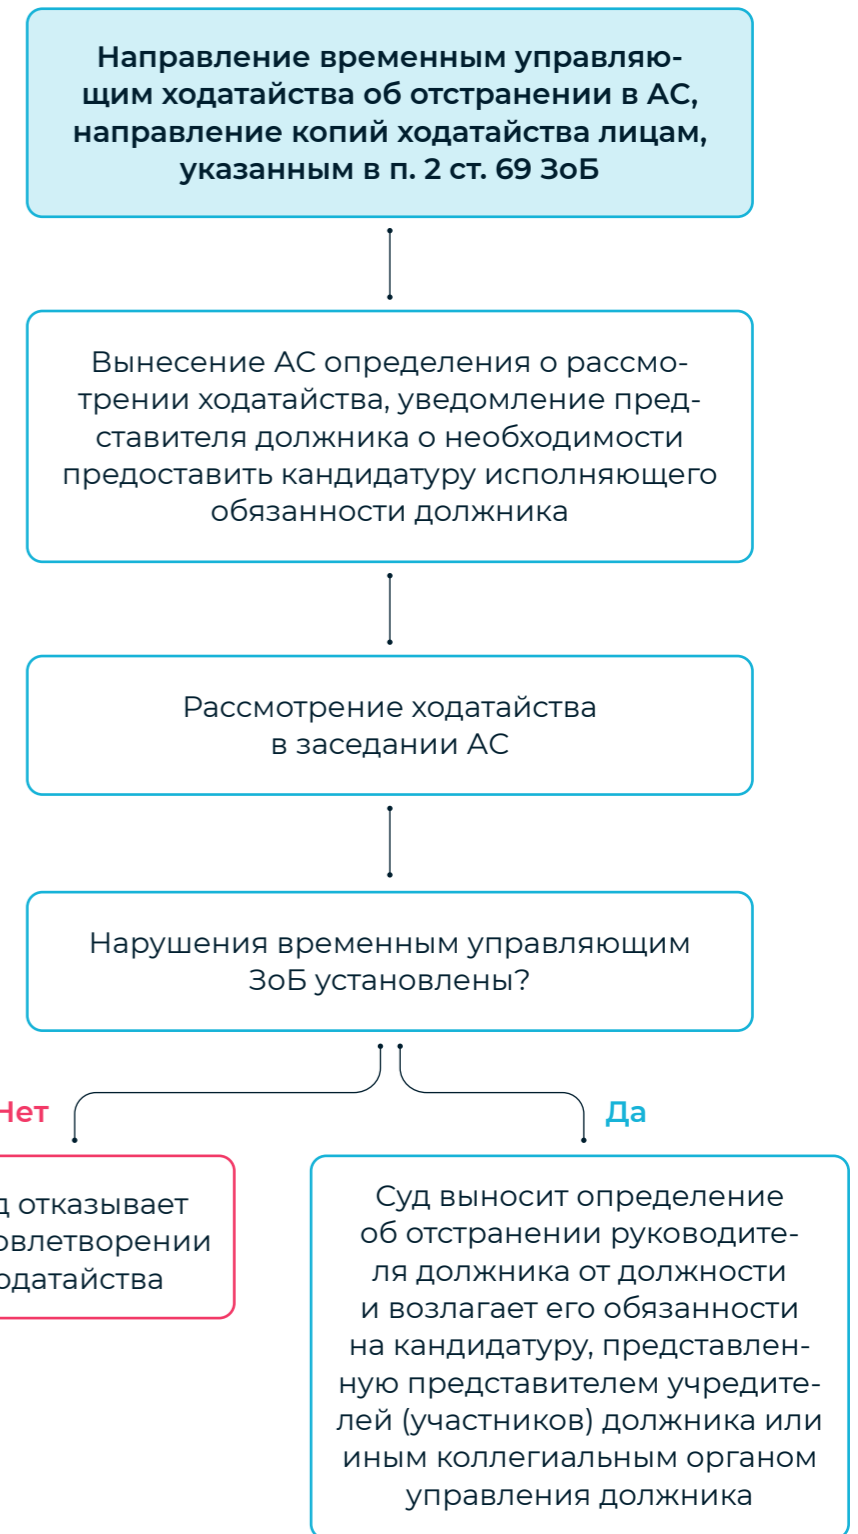 Направление временным управляю-
щим ходатайства об отстранении в АС,
направление копий ходатайства лицам,
указанным в п. 2 ст. 69 ЗоБ
Вынесение АС определения о рассмо-
трении ходатайства, уведомление пред-
ставителя должника о необходимости
предоставить кандидатуру исполняющего
обязанности должника
Рассмотрение ходатайства
в заседании АС
Нарушения временным управляющим
ЗоБ установлены?
Нет
отказывает
Да
Суд выносит определение
об отстранении руководите-
ля должника от должности
и возлагает его обязанности
на кандидатуру, представлен-
ную представителем учредите-
лей (участников) должника или
иным коллегиальным органом
управления должника